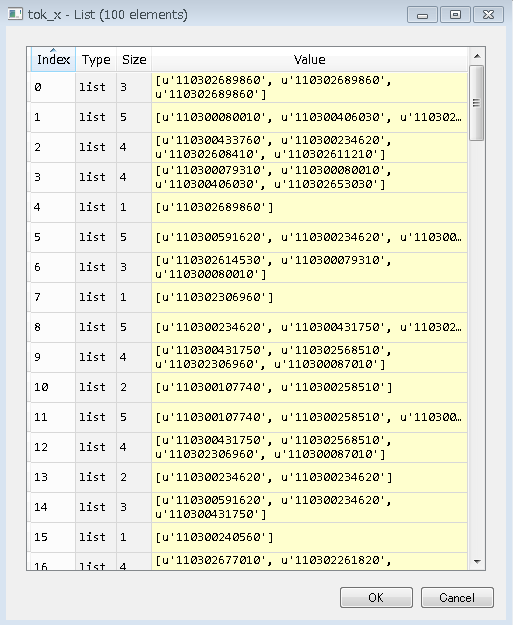 tok_x - List (100 elements)
Index Type Size Value
0 list 3 [u'110302689860', u'110302689860',
u'110302689860']
1 list 5 [u'110300080010', u'110300406030', u'110302…
2 list 4 [u'110300433760', u'110300234620',
u'110302608410', u'110302611210']
3 list 4 [u'110300079310', u'110300080010',
u'110300406030', u'110302653030']
4 list 1 [u'110302689860']
5 list 5 [u'110300591620', u'110300234620', u'110300…
6 list 3 [u'110302614530', u'110300079310',
u'110300080010']
7 list 1 [u'110302306960']
8 list 5 [u'110300234620', u'110300431750', u'110302…
9 list 4 [u'110300431750', u'110302568510',
u'110302306960', u'110300087010']
10 list 2 [u'110300107740', u'110300258510']
11 list 5 [u'110300107740', u'110300258510', u'110300…
12 list 4 [u'110300431750', u'110302568510',
u'110302306960', u'110300087010']
13 list 2 [u'110300234620', u'110300234620']
14 list 3 [u'110300591620', u'110300234620',
u'110300431750']
15 list 1 [u'110300240560']
16 list 4 [u'110302677010', u'110302261820',
OK Cancel